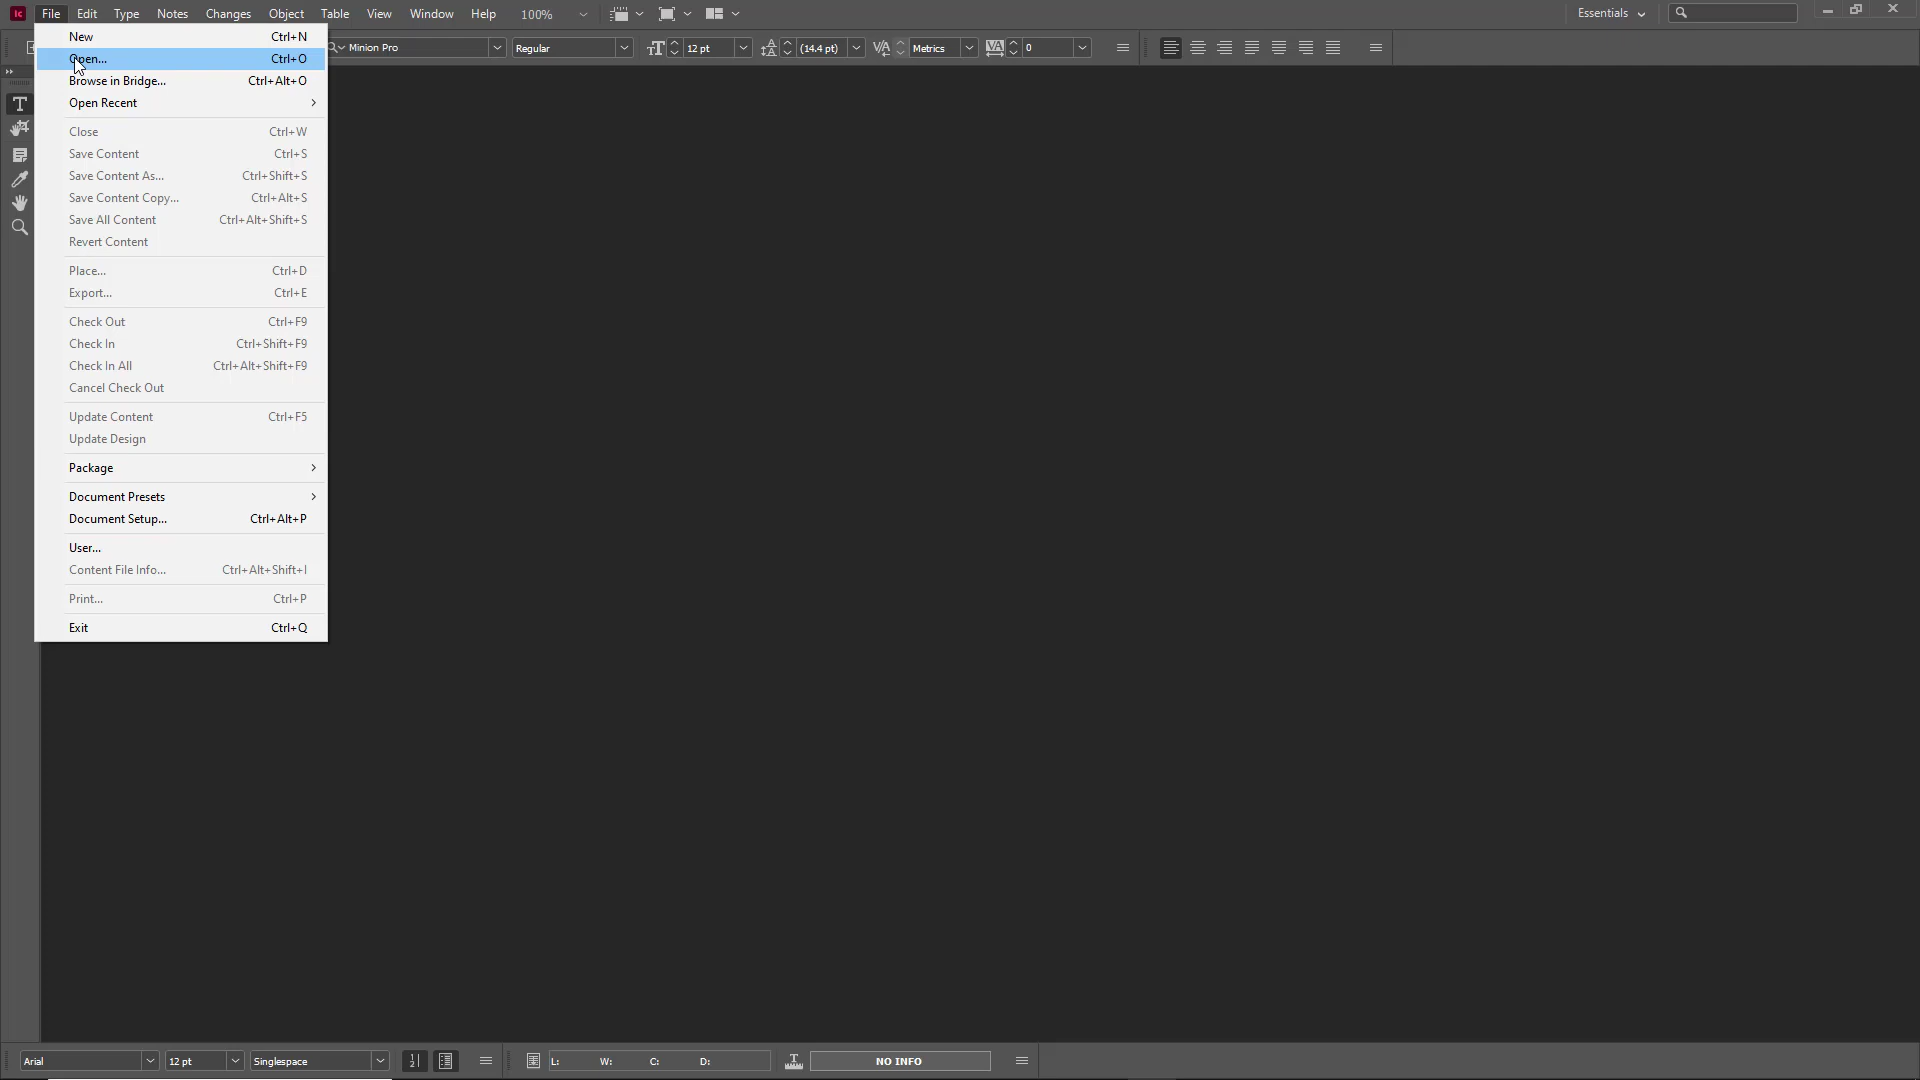 Ic File Edit Type Notes Changes Object Table View Window Help 100% Essentials
Minion Pro Regular 12 pt (14.4 pt) Metrics 0
New Ctrl+N
Open... Ctrl+O
Browse in Bridge... Ctrl+Alt+O
Open Recent
Close Ctrl+W
Save Content Ctrl+S
Save Content As... Ctrl+Shift+S
Save Content Copy... Ctrl+Alt+S
Save All Content Ctrl+Alt+Shift+S
Revert Content
Place... Ctrl+D
Export... Ctrl+E
Check Out Ctrl+F9
Check In Ctrl+Shift+F9
Check In All Ctrl+Alt+Shift+F9
Cancel Check Out
Update Content Ctrl+F5
Update Design
Package
Document Presets
Document Setup... Ctrl+Alt+P
User...
Content File Info... Ctrl+Alt+Shift+I
Print... Ctrl+P
Exit Ctrl+Q
Arial 12 pt Singlespace L: W: C: D: NO INFO